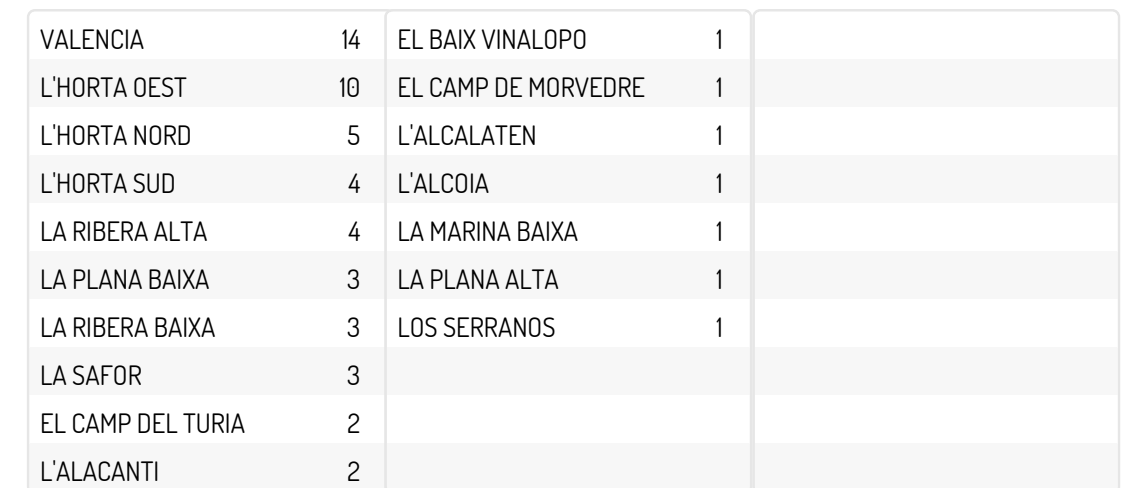 VALENCIA 14
L'HORTA OEST 10
L'HORTA NORD 5
L'HORTA SUD 4
LA RIBERA ALTA 4
LA PLANA BAIXA 3
LA RIBERA BAIXA 3
LA SAFOR 3
EL CAMP DEL TURIA 2
L'ALACANTI 2
EL BAIX VINALOPO 1
EL CAMP DE MORVEDRE 1
L'ALCALATEN 1
L'ALCOIA 1
LA MARINA BAIXA 1
LA PLANA ALTA 1
LOS SERRANOS 1